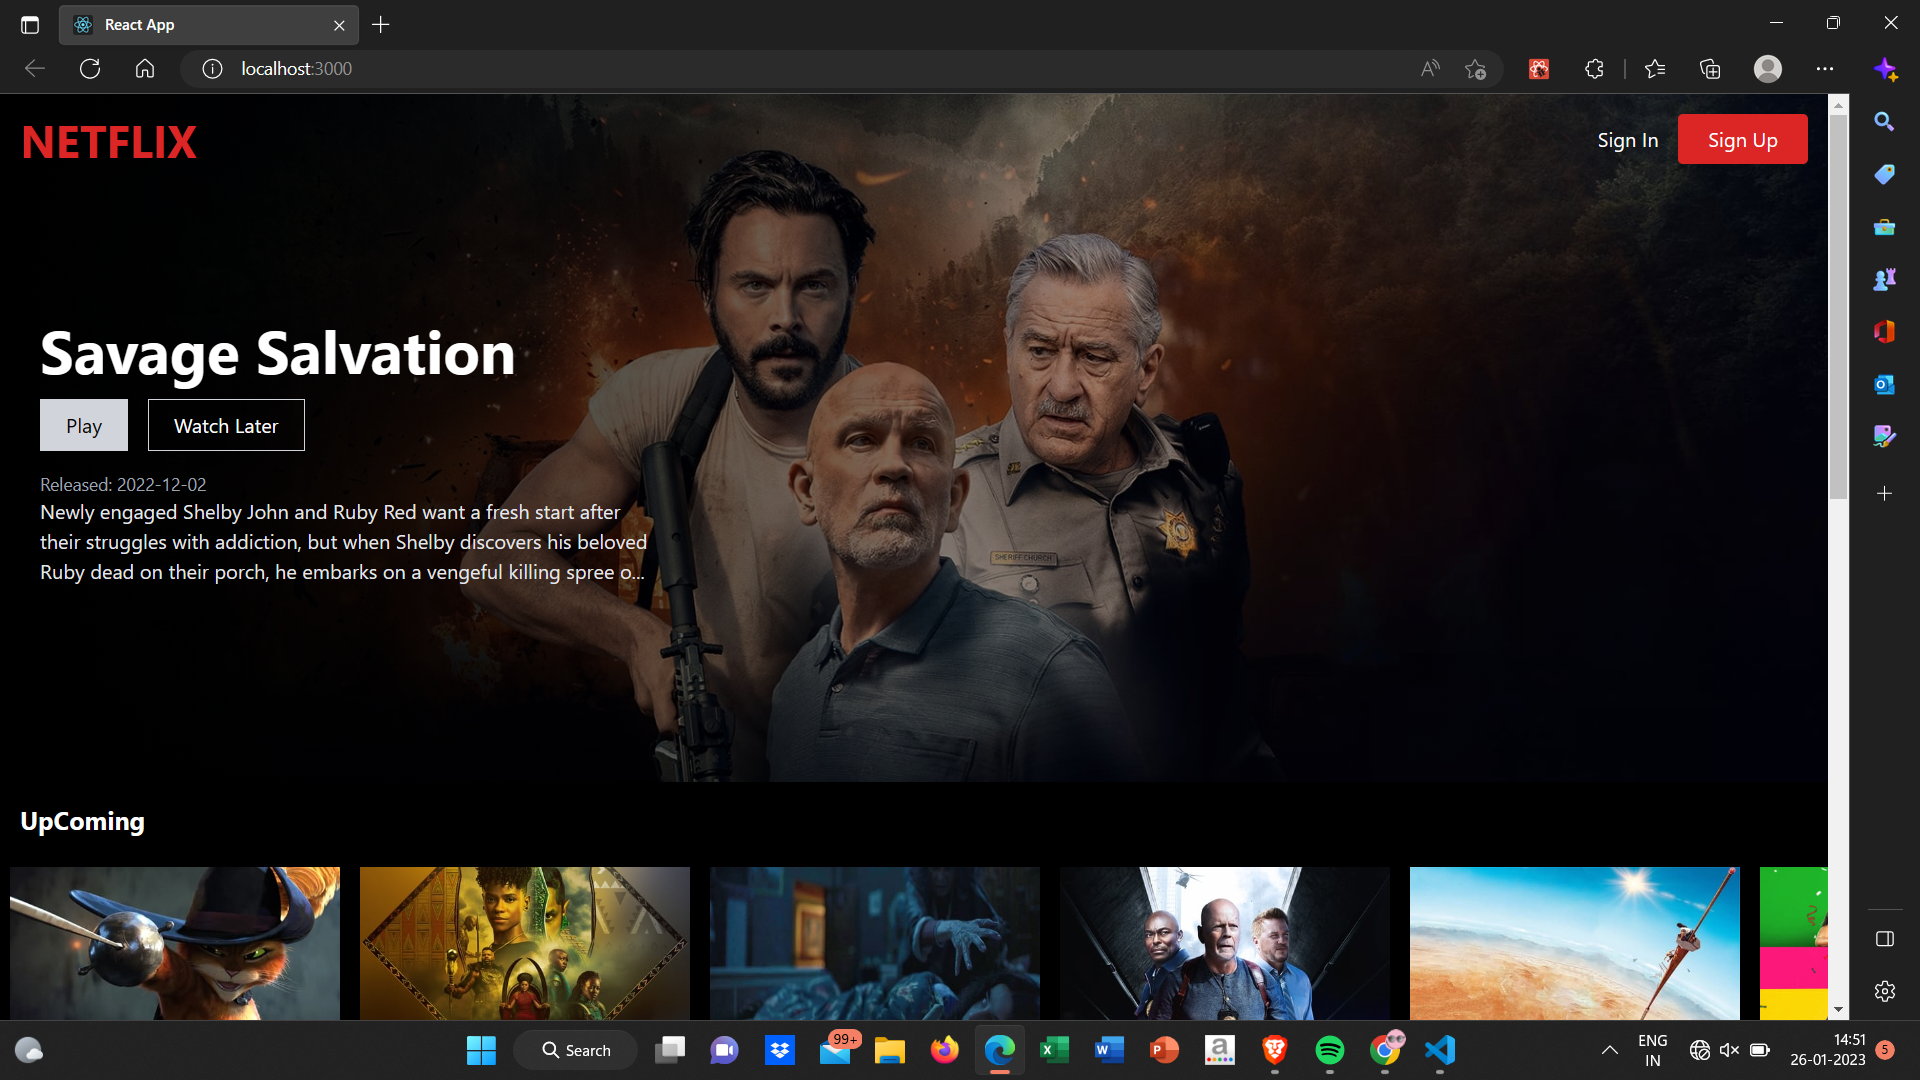 React App
localhost:3000
NETFLIX
Sign In
Sign Up
Savage Salvation
Play
Watch Later
SHERIFF CHURCH
Released: 2022-12-02
Newly engaged Shelby John and Ruby Red want a fresh start after
their struggles with addiction, but when Shelby discovers his beloved
Ruby dead on their porch, he embarks on a vengeful killing spree o...
UpComing
Search
99+
ENG
IN
14:51
26-01-2023
5